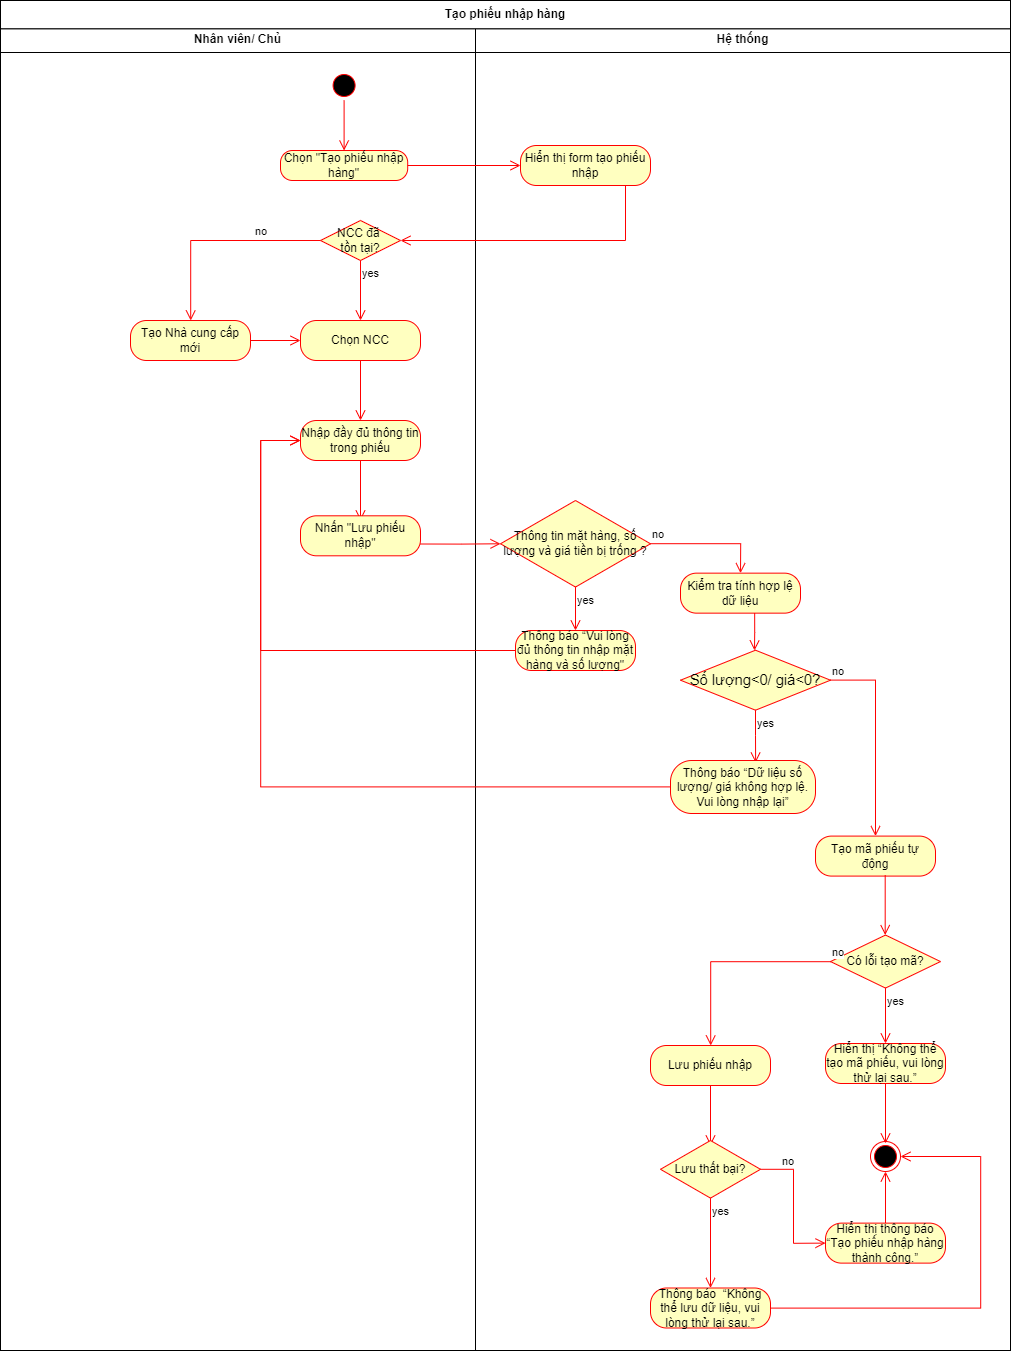 Tạo phiếu nhập hàng
Nhân viên/ Chủ
Hệ thống
Chọn "Tạo phiếu nhập
hàng"
Hiển thị form tạo phiếu
nhập
NCC đã
tồn tại?
no
yes
Tạo Nhà cung cấp
mới
Chọn NCC
Nhập đầy đủ thông tin
trong phiếu
Nhấn "Lưu phiếu
nhập"
Thông tin mặt hàng, số
lượng và giá tiền bị trống ?
no
yes
Kiểm tra tính hợp lệ
dữ liệu
Thông báo “Vui lòng
đủ thông tin nhập mặt
hàng và số lượng"
Số lượng<0/ giá<0?
no
yes
Thông báo “Dữ liệu số
lượng/ giá không hợp lệ.
Vui lòng nhập lại”
Tạo mã phiếu tự
động
Có lỗi tạo mã?
no
yes
Hiển thị “Không thể
tạo mã phiếu, vui lòng
thử lại sau.”
Lưu phiếu nhập
Lưu thất bại?
no
yes
Hiển thị thông báo
“Tạo phiếu nhập hàng
thành công.”
Thông báo “Không
thể lưu dữ liệu, vui
lòng thử lại sau.”